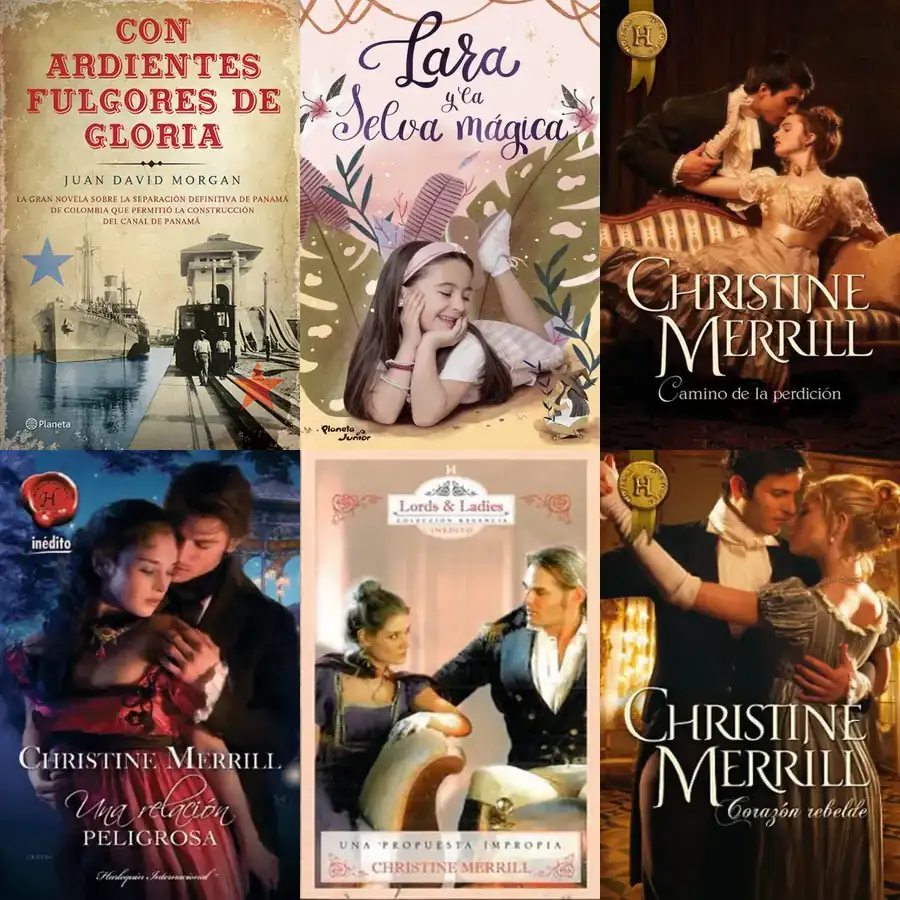 CON
ARDIENTES
FULGORES DE
GLORIA
JUAN DAVID MORGAN
LA GRAN NOVELA SOBRE LA SEPARACIÓN DEFINITIVA DE PANAMÁ
DE COLOMBIA QUE PERMITIÓ LA CONSTRUCCIÓN
DEL CANAL DE PANAMÁ
Planeta
Lara
y la
Selva mágica
Planeta
Junior
H
CHRISTINE
MERRILL
Camino de la perdición
H
inédito
CHRISTINE MERRILL
Una relación
PELIGROSA
Harlequin Internacional
H
Lords & Ladies
COLECCIÓN REGENCIA
INÉDITO
UNA PROPUESTA IMPROPIA
CHRISTINE MERRILL
H
CHRISTINE
MERRILL
Corazón rebelde